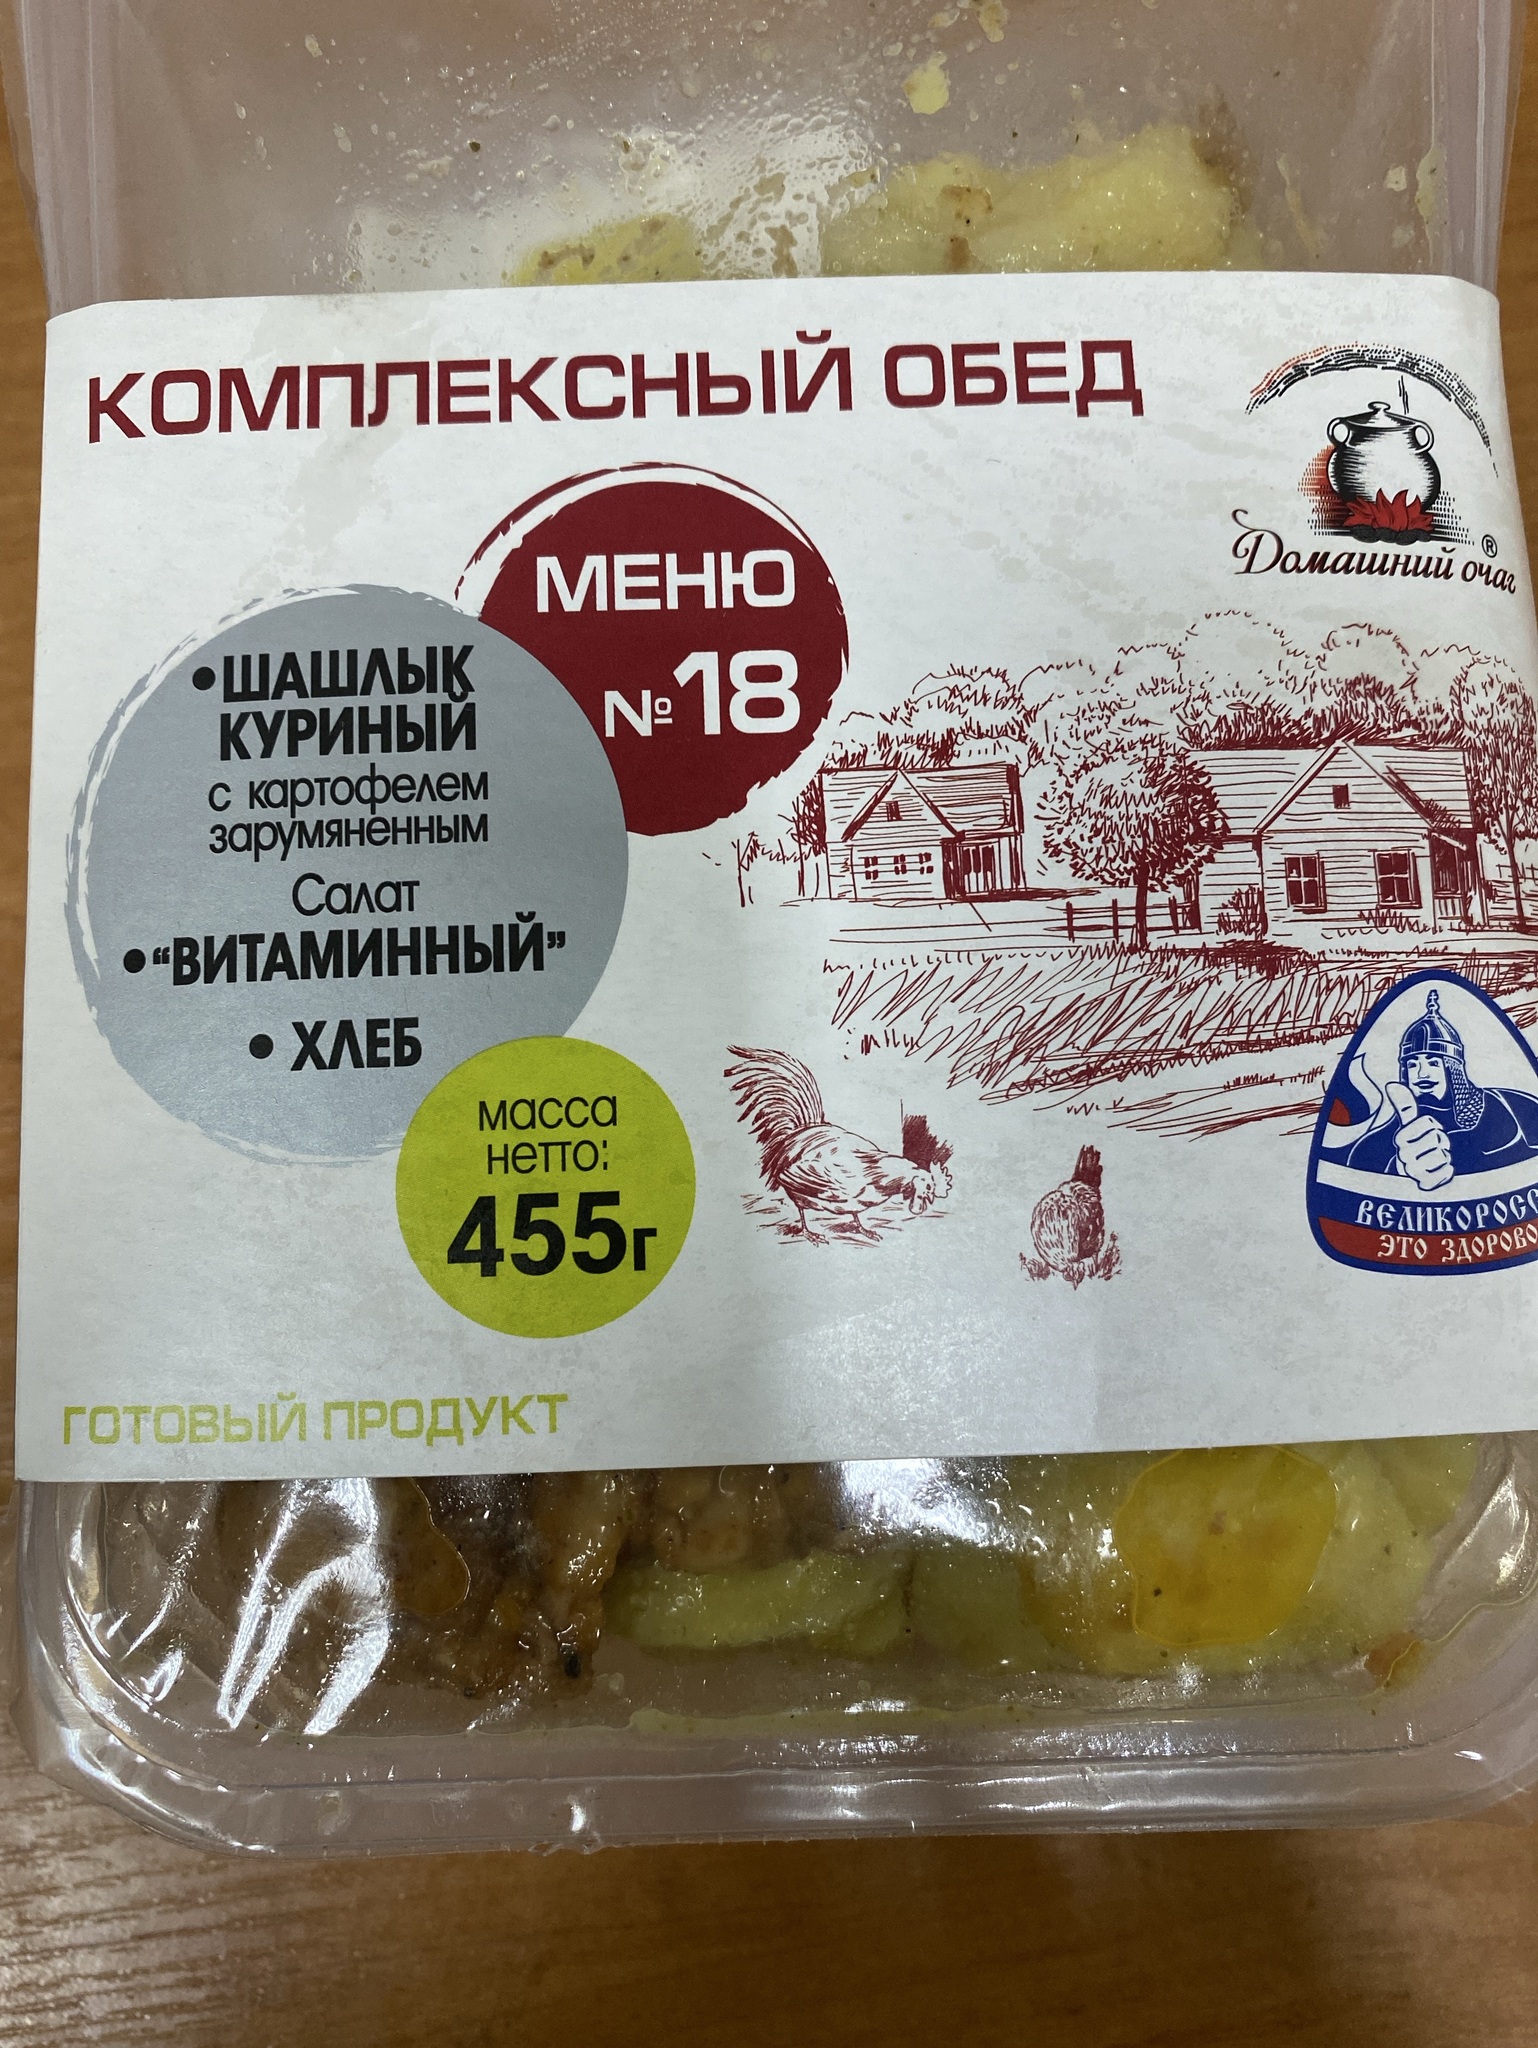 КОМПЛЕКСНЫЙ ОБЕД
Домашний очаг
®
МЕНЮ
№18
•ШАШЛЫК
КУРИНЫЙ
с картофелем
зарумяненным
Салат
•“ВИТАМИННЫЙ”
• ХЛЕБ
масса
нетто:
455г
ВЕЛИКОРОСС
ЭТО ЗДОРОВО
ГОТОВЫЙ ПРОДУКТ